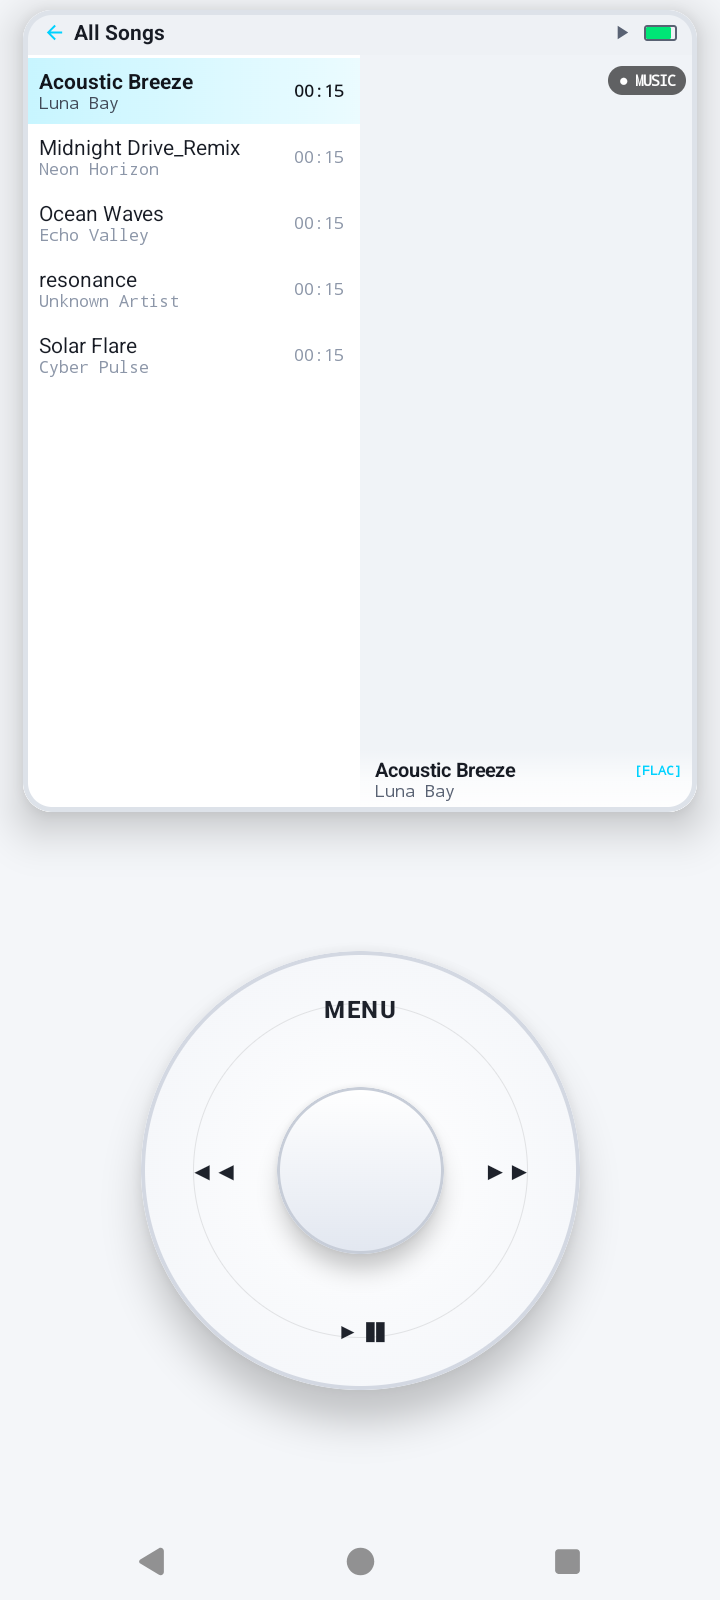 All Songs
Acoustic Breeze
Luna Bay
00:15
Midnight Drive_Remix
Neon Horizon
00:15
Ocean Waves
Echo Valley
00:15
resonance
Unknown Artist
00:15
Solar Flare
Cyber Pulse
00:15
● MUSIC
Acoustic Breeze
[FLAC]
Luna Bay
MENU